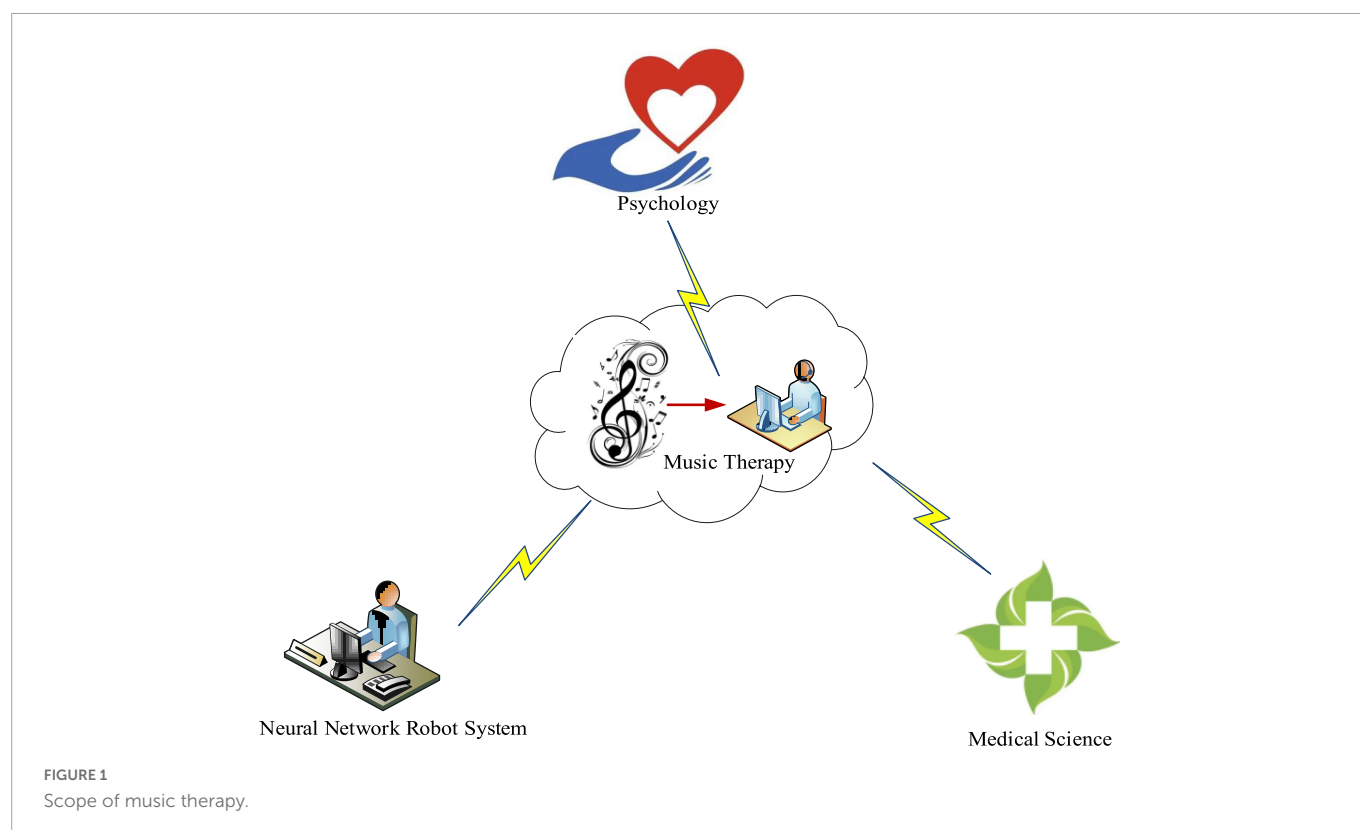 Psychology
Music Therapy
Neural Network Robot System
Medical Science
FIGURE 1
Scope of music therapy.